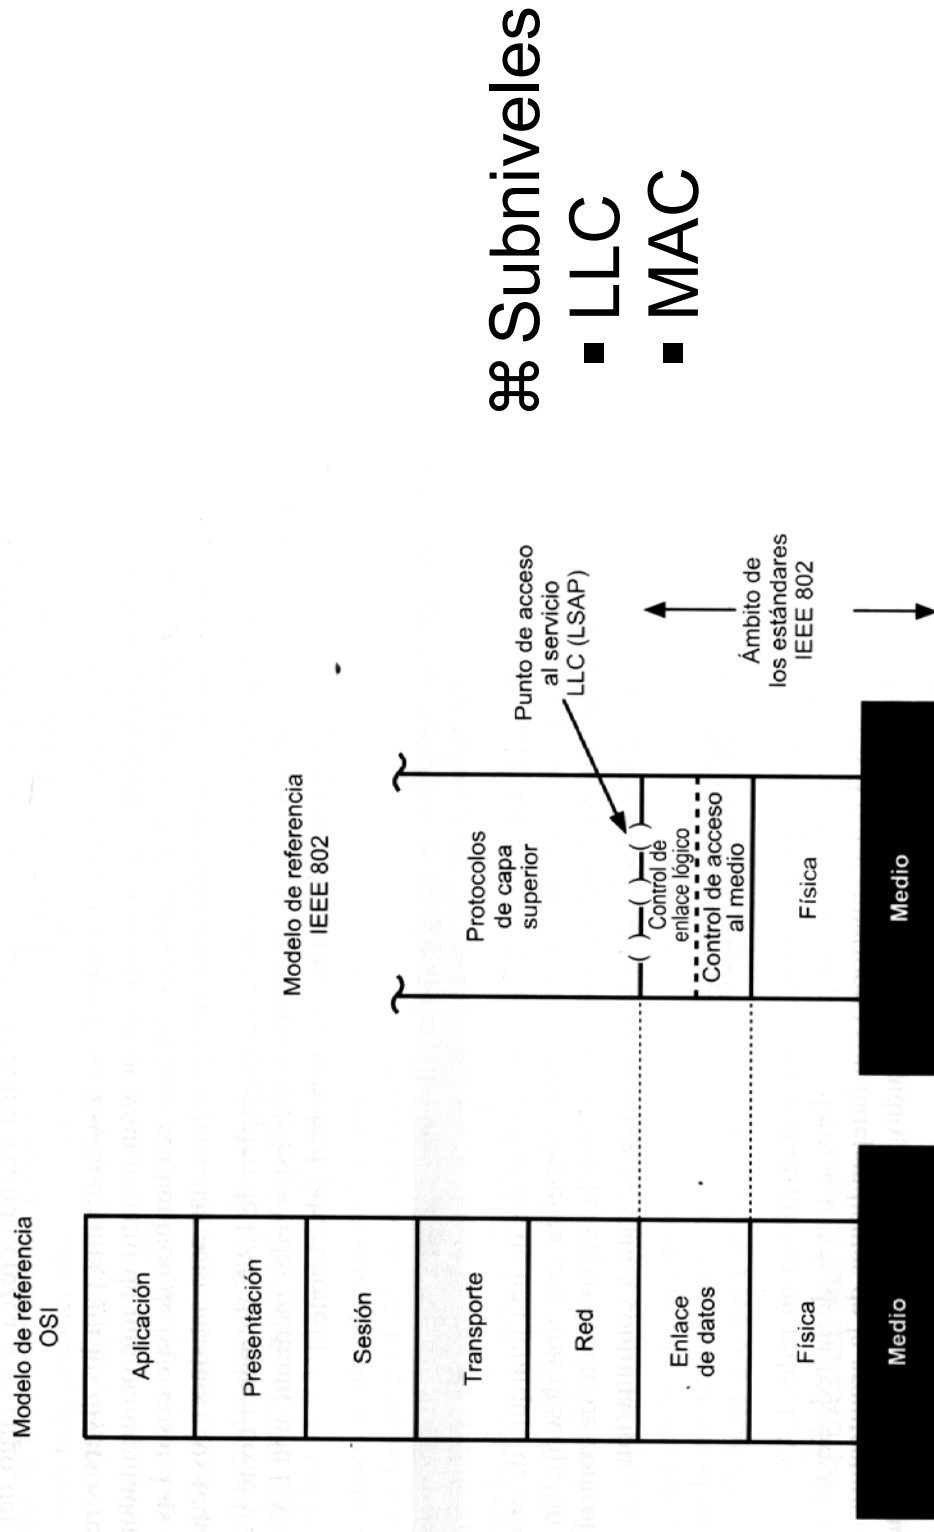 Modelo de referencia
OSI
Aplicación
Presentación
Sesión
Transporte
Red
Enlace
de datos
Física
Medio
Modelo de referencia
IEEE 802
Protocolos
de capa
superior
( ) ( ) ( )
Control de
enlace lógico
Control de acceso
al medio
Física
Medio
Punto de acceso
al servicio
LLC (LSAP)
Ámbito de
los estándares
IEEE 802
⌘ Subniveles
▪ LLC
▪ MAC